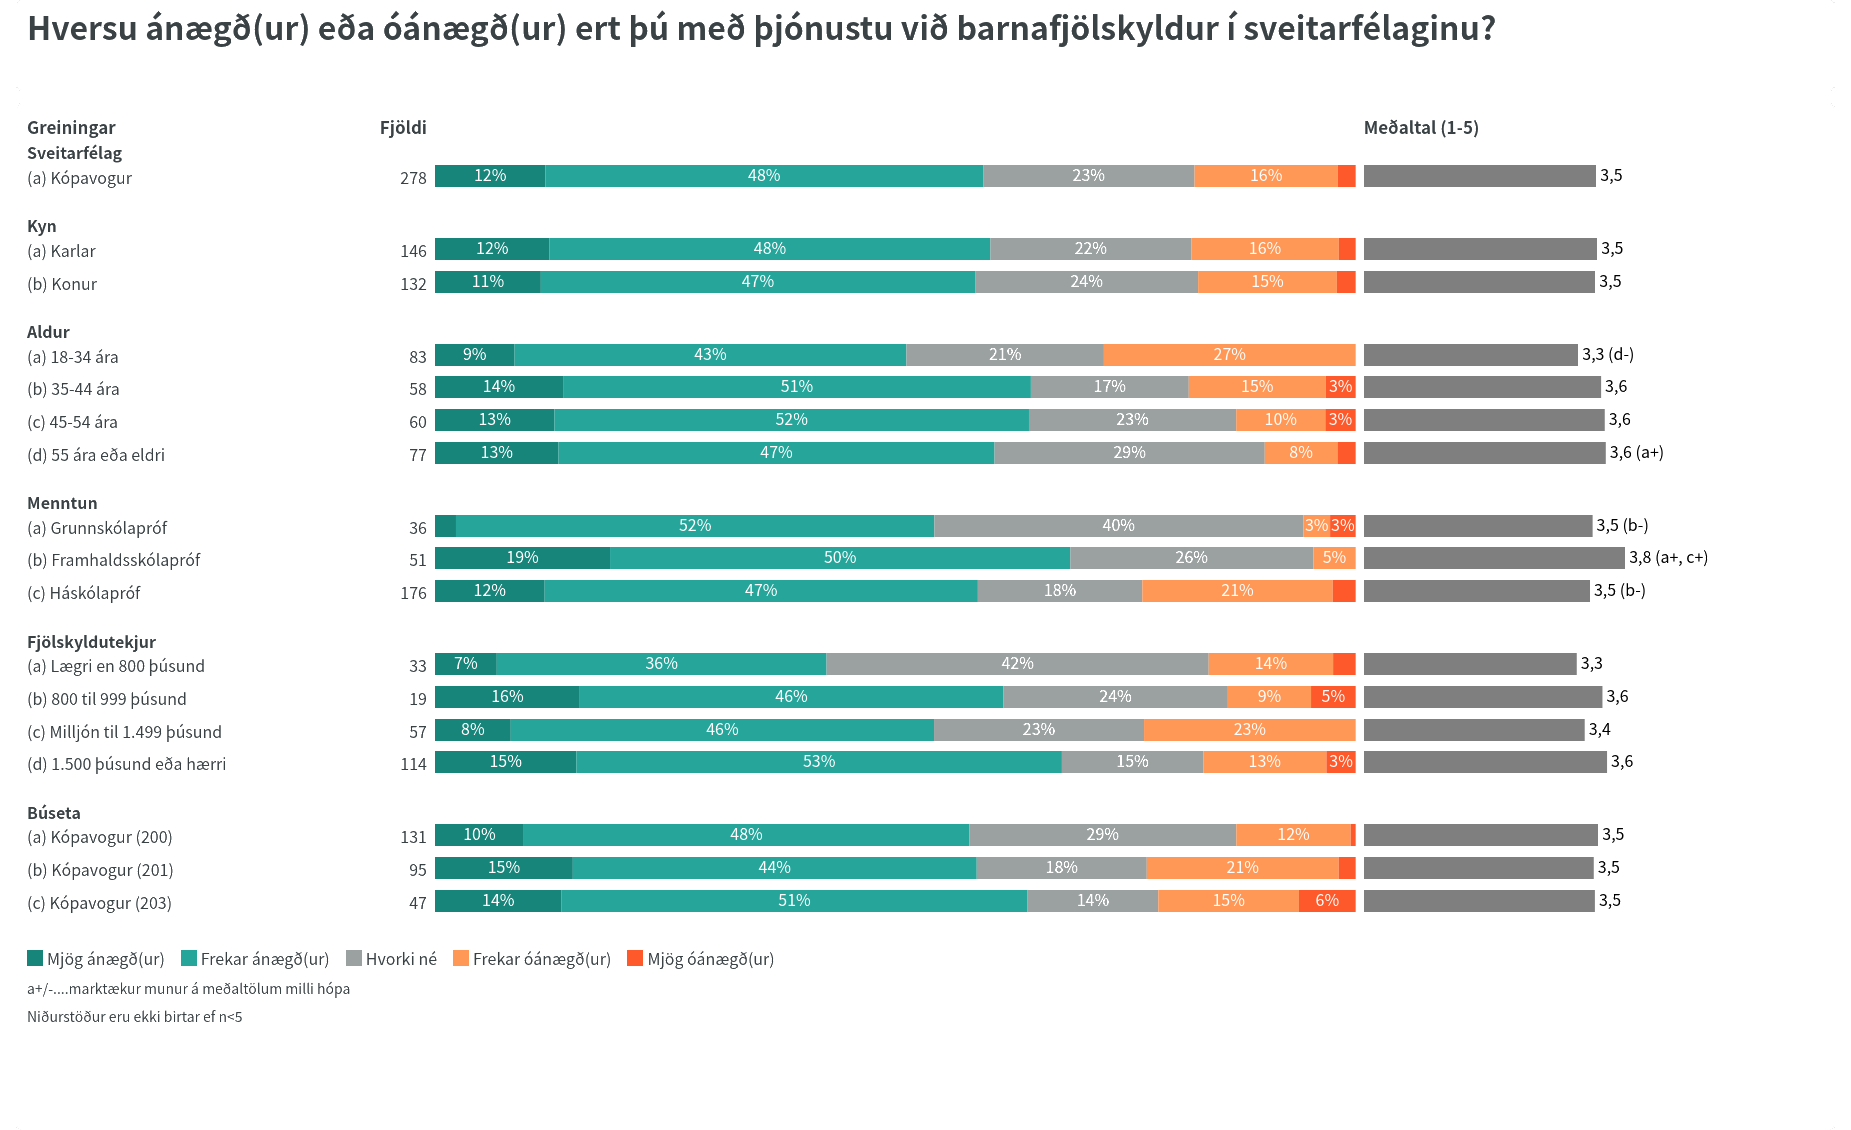 Hversu ánægð(ur) eða óánægð(ur) ert þú með þjónustu við barnafjölskyldur í sveitarfélaginu?
Greiningar Fjöldi Meðaltal (1-5)
Sveitarfélag
(a) Kópavogur 278 12% 48% 23% 16% 3,5
Kyn
(a) Karlar 146 12% 48% 22% 16% 3,5
(b) Konur 132 11% 47% 24% 15% 3,5
Aldur
(a) 18-34 ára 83 9% 43% 21% 27% 3,3 (d-)
(b) 35-44 ára 58 14% 51% 17% 15% 3% 3,6
(c) 45-54 ára 60 13% 52% 23% 10% 3% 3,6
(d) 55 ára eða eldri 77 13% 47% 29% 8% 3,6 (a+)
Menntun
(a) Grunnskólapróf 36 52% 40% 3% 3% 3,5 (b-)
(b) Framhaldsskólapróf 51 19% 50% 26% 5% 3,8 (a+, c+)
(c) Háskólapróf 176 12% 47% 18% 21% 3,5 (b-)
Fjölskyldutekjur
(a) Lægri en 800 þúsund 33 7% 36% 42% 14% 3,3
(b) 800 til 999 þúsund 19 16% 46% 24% 9% 5% 3,6
(c) Milljón til 1.499 þúsund 57 8% 46% 23% 23% 3,4
(d) 1.500 þúsund eða hærri 114 15% 53% 15% 13% 3% 3,6
Búseta
(a) Kópavogur (200) 131 10% 48% 29% 12% 3,5
(b) Kópavogur (201) 95 15% 44% 18% 21% 3,5
(c) Kópavogur (203) 47 14% 51% 14% 15% 6% 3,5
Mjög ánægð(ur) Frekar ánægð(ur) Hvorki né Frekar óánægð(ur) Mjög óánægð(ur)
a+/-....marktækur munur á meðaltölum milli hópa
Niðurstöður eru ekki birtar ef n<5